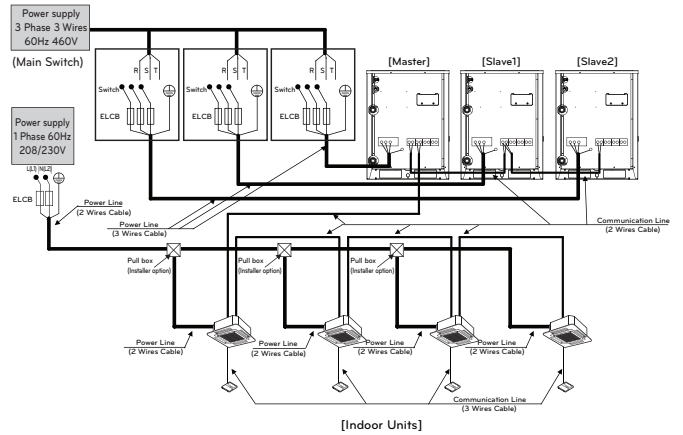 Power supply
3 Phase 3 Wires
60Hz 460V
(Main Switch)
R S T
Switch
ELCB
R S T
Switch
ELCB
R S T
Switch
ELCB
[Master]
[Slave1]
[Slave2]
Power supply
1 Phase 60Hz
208/230V
L(L1) N(L2)
ELCB
Power Line
(2 Wires Cable)
Power Line
(3 Wires Cable)
Communication Line
(2 Wires Cable)
Pull box
(Installer option)
Pull box
(Installer option)
Pull box
(Installer option)
Power Line
(2 Wires Cable)
Power Line
(2 Wires Cable)
Power Line
(2 Wires Cable)
Power Line
(2 Wires Cable)
Communication Line
(3 Wires Cable)
[Indoor Units]